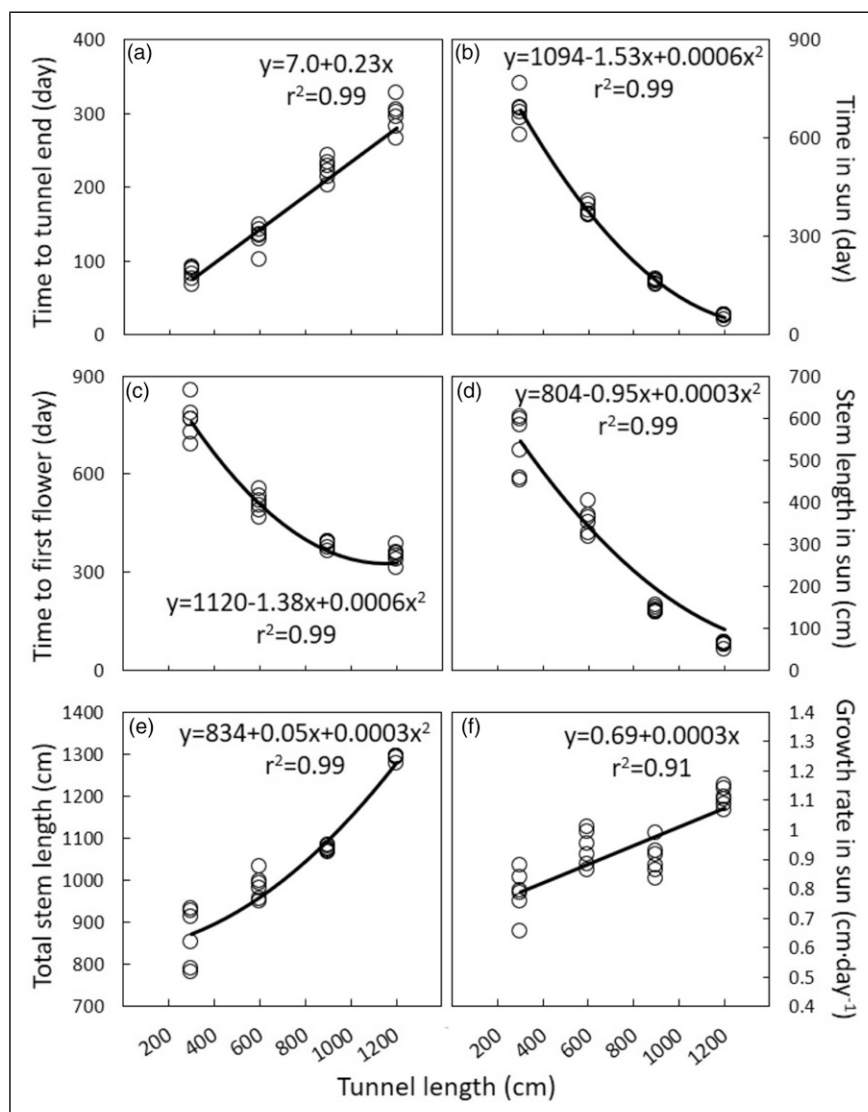 (a)
y=7.0+0.23x
r²=0.99
Time to tunnel end (day)
400
300
200
100
0
(b)
y=1094-1.53x+0.0006x²
r²=0.99
900
600
300
0
Time in sun (day)
(c)
y=1120-1.38x+0.0006x²
r²=0.99
Time to first flower (day)
900
600
300
0
(d)
y=804-0.95x+0.0003x²
r²=0.99
700
600
500
400
300
200
100
0
Stem length in sun (cm)
(e)
y=834+0.05x+0.0003x²
r²=0.99
Total stem length (cm)
1400
1300
1200
1100
1000
900
800
700
200 400 600 800 1000 1200
(f)
y=0.69+0.0003x
r²=0.91
1.4
1.3
1.2
1.1
1
0.9
0.8
0.7
0.6
0.5
0.4
Growth rate in sun (cm·day⁻¹)
200 400 600 800 1000 1200
Tunnel length (cm)